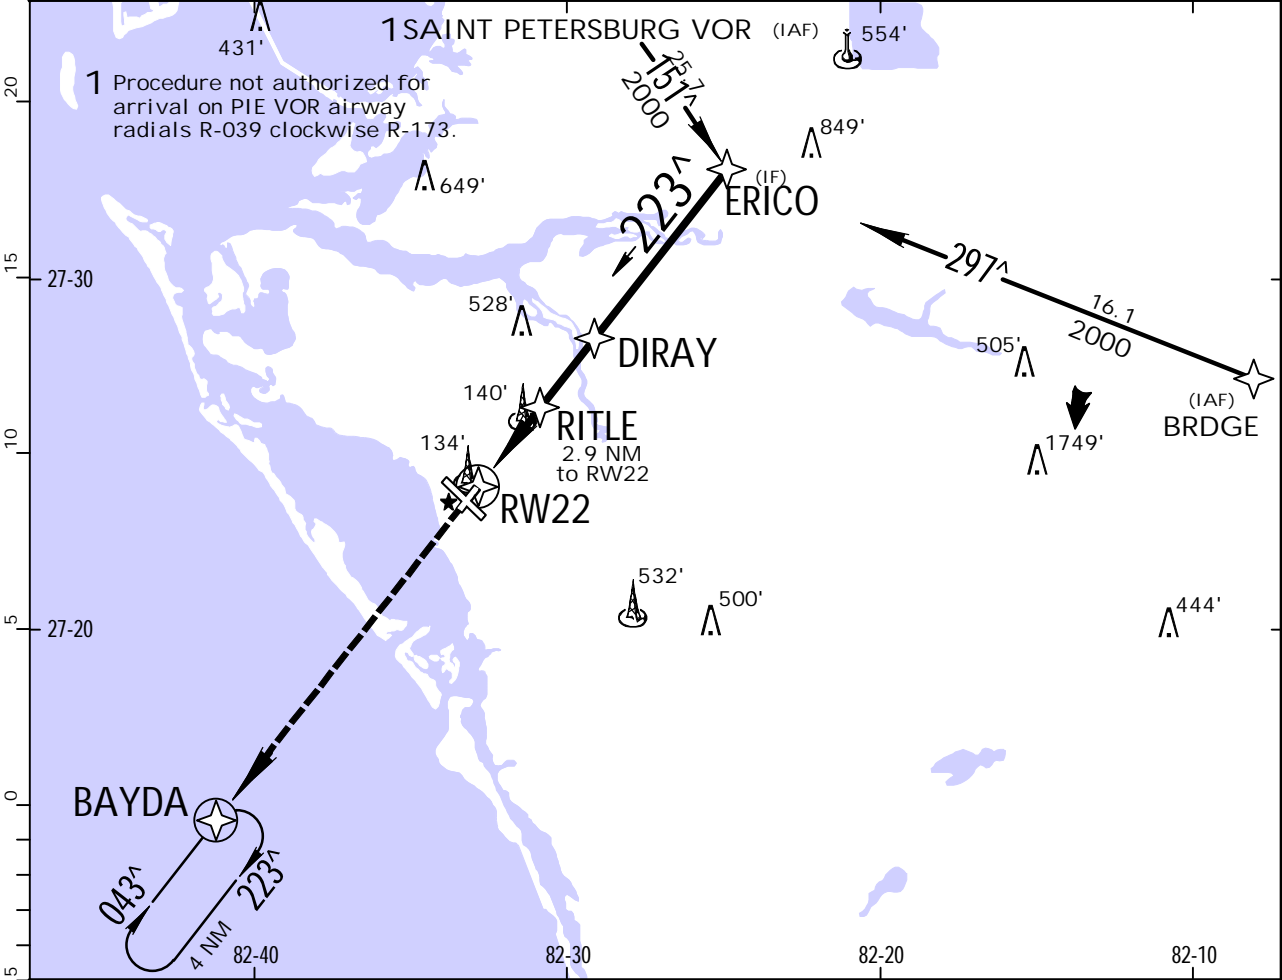 1 SAINT PETERSBURG VOR (IAF)
554'
431'
1 Procedure not authorized for
arrival on PIE VOR airway
radials R-039 clockwise R-173.
25.7
151^
2000
849'
649'
(IF)
ERICO
223^
20
15
27-30
297^
16.1
2000
528'
DIRAY
505'
(IAF)
BRDGE
140'
RITLE
2.9 NM
to RW22
134'
1749'
10
RW22
532'
500'
444'
5
27-20
0
BAYDA
043^
223^
4 NM
5
82-40
82-30
82-20
82-10